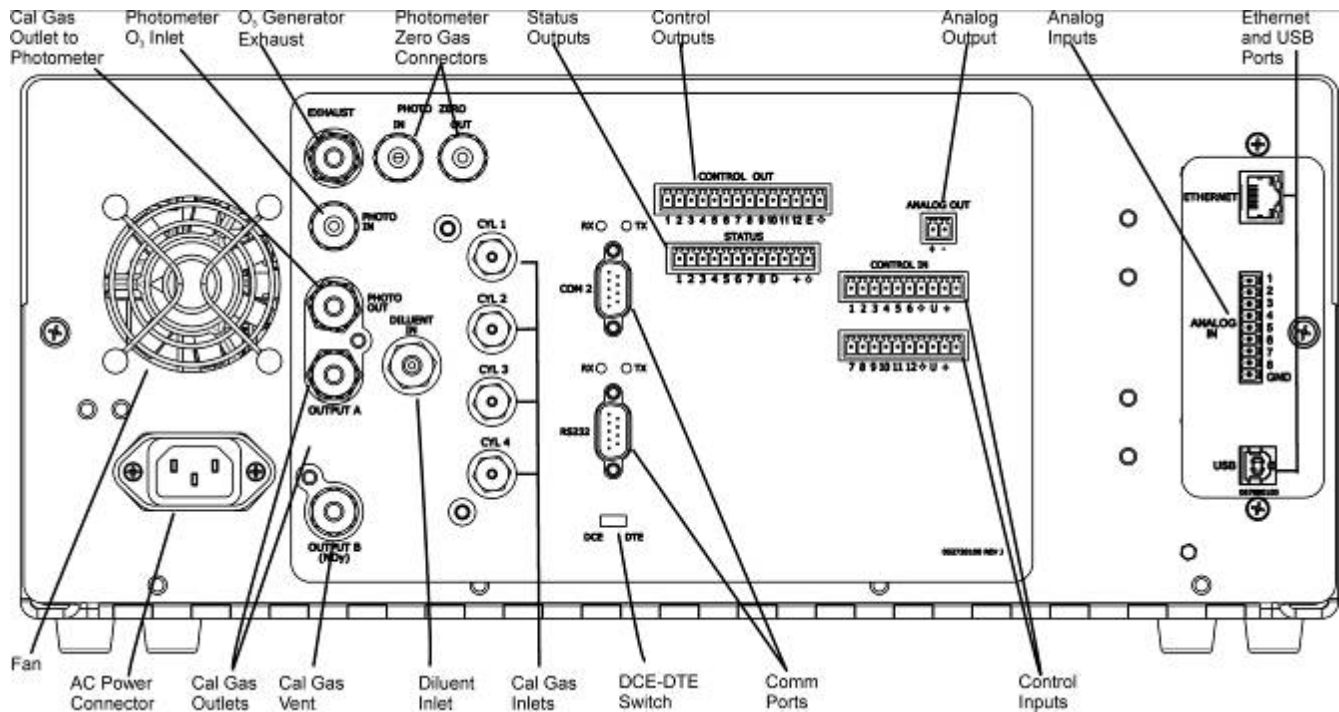 Cal Gas
Outlet to
Photometer
Photometer
O₃ Inlet
O₃ Generator
Exhaust
Photometer
Zero Gas
Connectors
Status
Outputs
Control
Outputs
Analog
Output
Analog
Inputs
Ethernet
and USB
Ports
EXHAUST
PHOTO ZERO
IN
OUT
PHOTO
IN
PHOTO
OUT
DILUENT
IN
OUTPUT A
OUTPUT B
(NOy)
CYL 1
CYL 2
CYL 3
CYL 4
RX
TX
COM 2
RX
TX
RS232
DCE
DTE
CONTROL OUT
1 2 3 4 5 6 7 8 9 10 11 12 E
STATUS
1 2 3 4 5 6 7 8 D +
ANALOG OUT
+ -
CONTROL IN
1 2 3 4 5 6 U +
7 8 9 10 11 12 U +
ETHERNET
ANALOG
IN
1
2
3
4
5
6
7
8
GND
USB
Fan
AC Power
Connector
Cal Gas
Outlets
Cal Gas
Vent
Diluent
Inlet
Cal Gas
Inlets
DCE-DTE
Switch
Comm
Ports
Control
Inputs